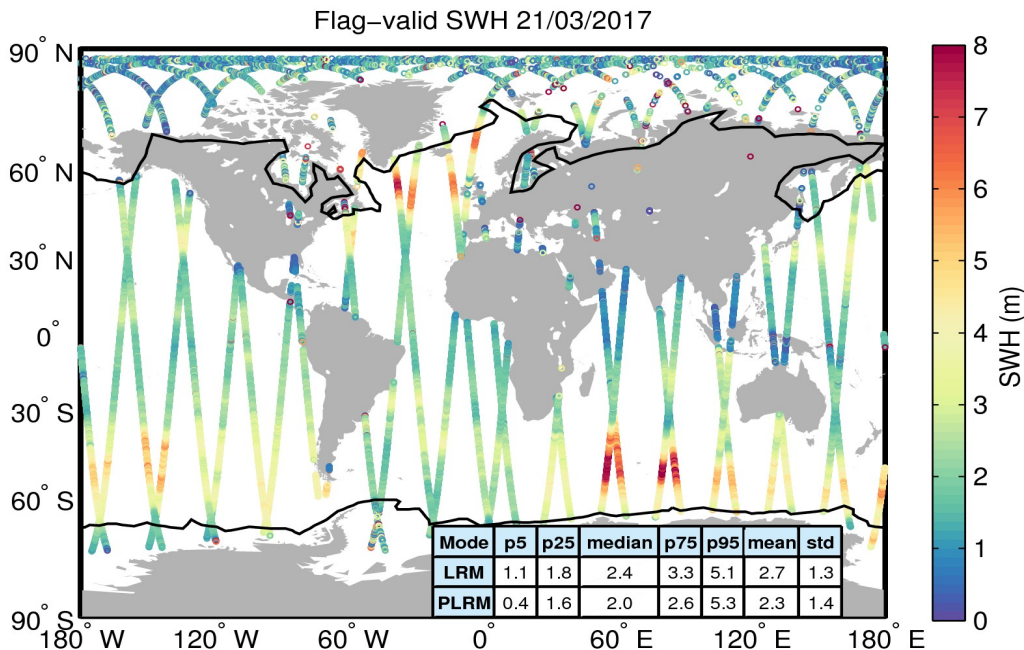 Flag−valid SWH 21/03/2017
90° N
60° N
30° N
0°
30° S
60° S
90° S
180° W
120° W
60° W
0°
60° E
120° E
180° E
Mode p5 p25 median p75 p95 mean std
LRM 1.1 1.8 2.4 3.3 5.1 2.7 1.3
PLRM 0.4 1.6 2.0 2.6 5.3 2.3 1.4
8
7
6
5
4
3
2
1
0
SWH (m)